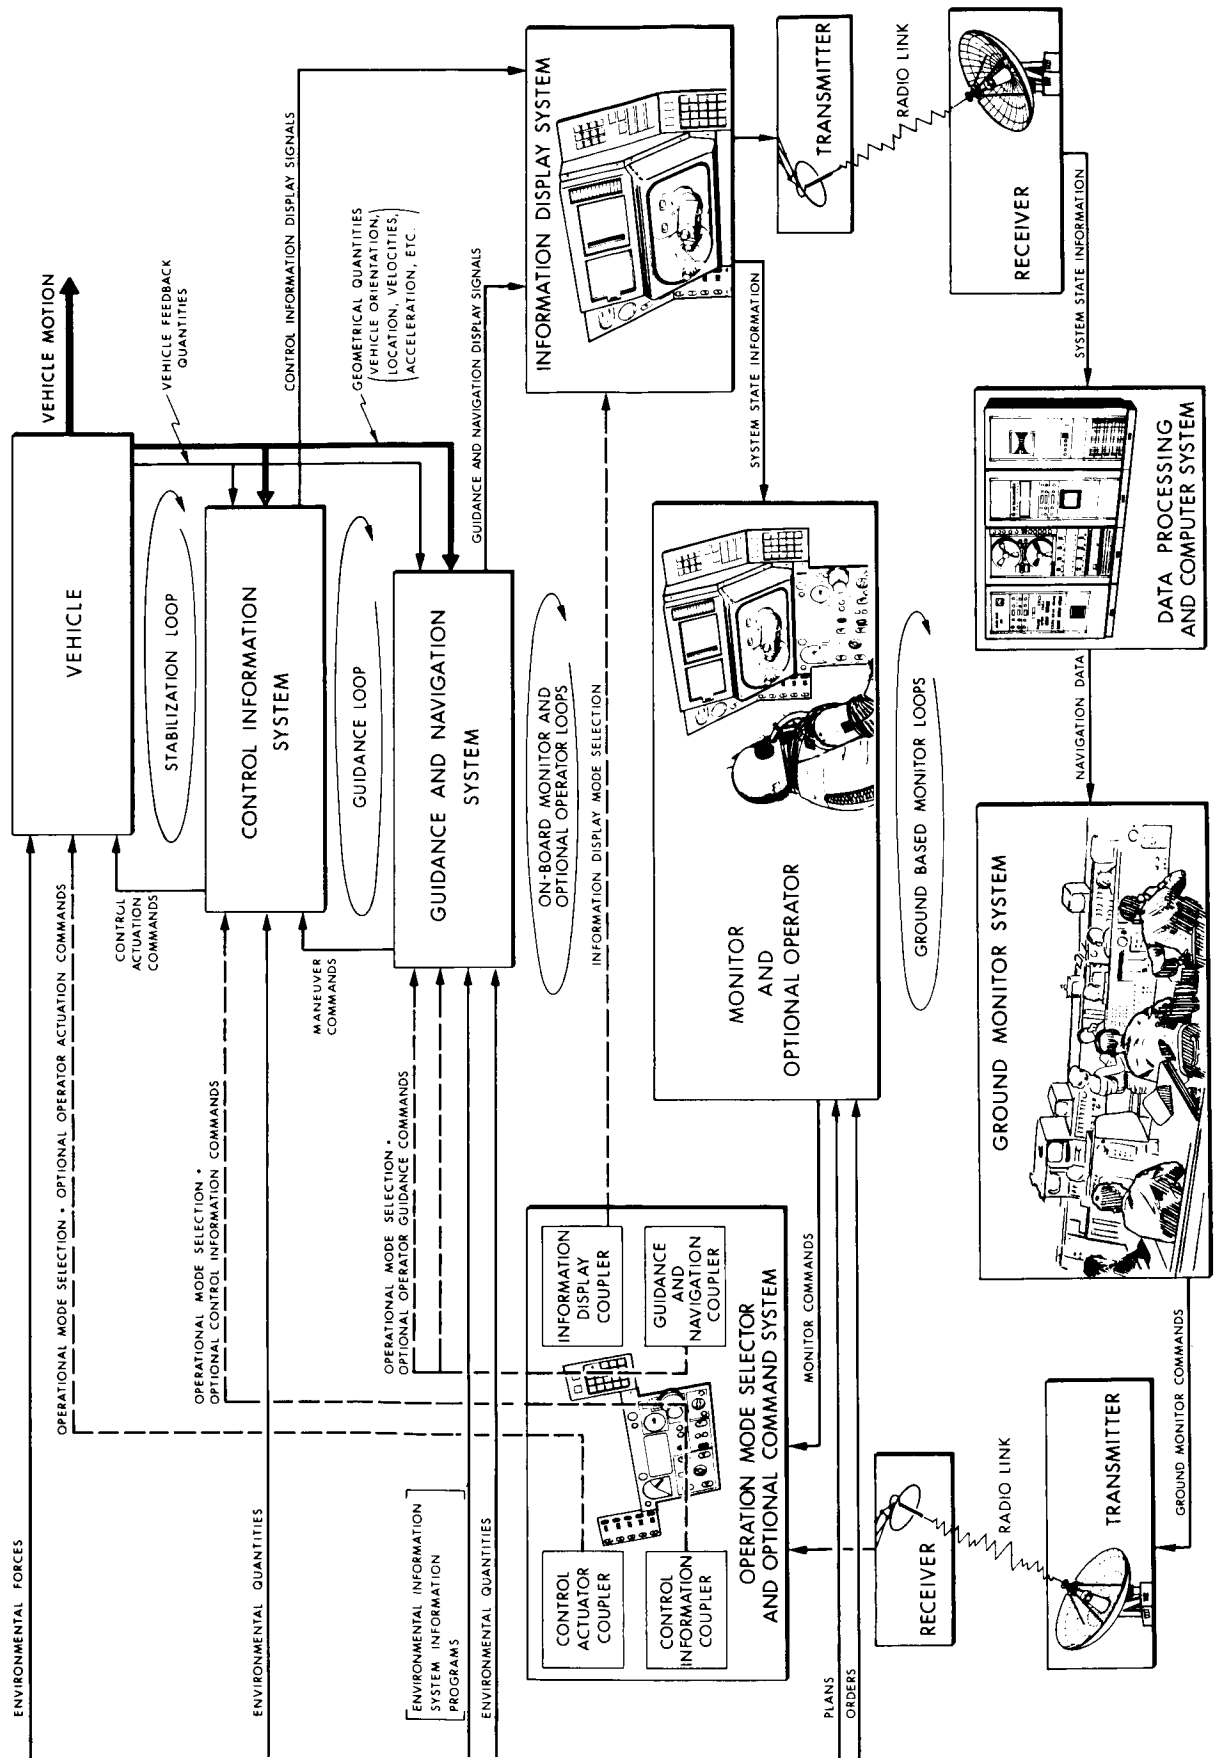 ENVIRONMENTAL FORCES
OPERATIONAL MODE SELECTION • OPTIONAL OPERATOR ACTUATION COMMANDS
VEHICLE
VEHICLE MOTION
CONTROL
ACTUATION
COMMANDS
STABILIZATION LOOP
VEHICLE FEEDBACK
QUANTITIES
OPERATIONAL MODE SELECTION •
OPTIONAL CONTROL INFORMATION COMMANDS
ENVIRONMENTAL QUANTITIES
CONTROL INFORMATION
SYSTEM
CONTROL INFORMATION DISPLAY SIGNALS
MANEUVER
COMMANDS
GUIDANCE LOOP
GEOMETRICAL QUANTITIES
VEHICLE ORIENTATION,
LOCATION, VELOCITIES,
ACCELERATION, ETC.
OPERATIONAL MODE SELECTION •
OPTIONAL OPERATOR GUIDANCE COMMANDS
ENVIRONMENTAL INFORMATION
SYSTEM INFORMATION
PROGRAMS
ENVIRONMENTAL QUANTITIES
GUIDANCE AND NAVIGATION
SYSTEM
GUIDANCE AND NAVIGATION DISPLAY SIGNALS
ON-BOARD MONITOR AND
OPTIONAL OPERATOR LOOPS
INFORMATION DISPLAY MODE SELECTION
INFORMATION DISPLAY SYSTEM
CONTROL
ACTUATOR
COUPLER
INFORMATION
DISPLAY
COUPLER
CONTROL
INFORMATION
COUPLER
GUIDANCE
AND
NAVIGATION
COUPLER
OPERATION MODE SELECTOR
AND OPTIONAL COMMAND SYSTEM
MONITOR COMMANDS
PLANS
ORDERS
MONITOR
AND
OPTIONAL OPERATOR
SYSTEM STATE INFORMATION
TRANSMITTER
RADIO LINK
RECEIVER
GROUND BASED MONITOR LOOPS
RECEIVER
RADIO LINK
TRANSMITTER
GROUND MONITOR COMMANDS
GROUND MONITOR SYSTEM
NAVIGATION DATA
DATA PROCESSING
AND COMPUTER SYSTEM
SYSTEM STATE INFORMATION